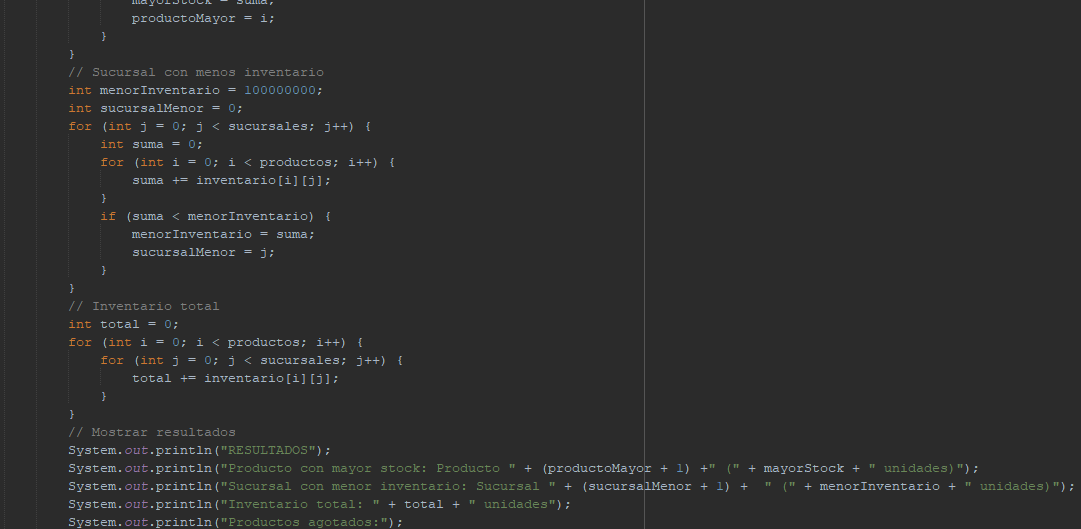 mayorStock = suma;
productoMayor = i;
}
}
// Sucursal con menos inventario
int menorInventario = 100000000;
int sucursalMenor = 0;
for (int j = 0; j < sucursales; j++) {
int suma = 0;
for (int i = 0; i < productos; i++) {
suma += inventario[i][j];
}
if (suma < menorInventario) {
menorInventario = suma;
sucursalMenor = j;
}
}
// Inventario total
int total = 0;
for (int i = 0; i < productos; i++) {
for (int j = 0; j < sucursales; j++) {
total += inventario[i][j];
}
}
// Mostrar resultados
System.out.println("RESULTADOS");
System.out.println("Producto con mayor stock: Producto " + (productoMayor + 1) +" (" + mayorStock + " unidades)");
System.out.println("Sucursal con menor inventario: Sucursal " + (sucursalMenor + 1) +  " (" + menorInventario + " unidades)");
System.out.println("Inventario total: " + total + " unidades");
System.out.println("Productos agotados:");